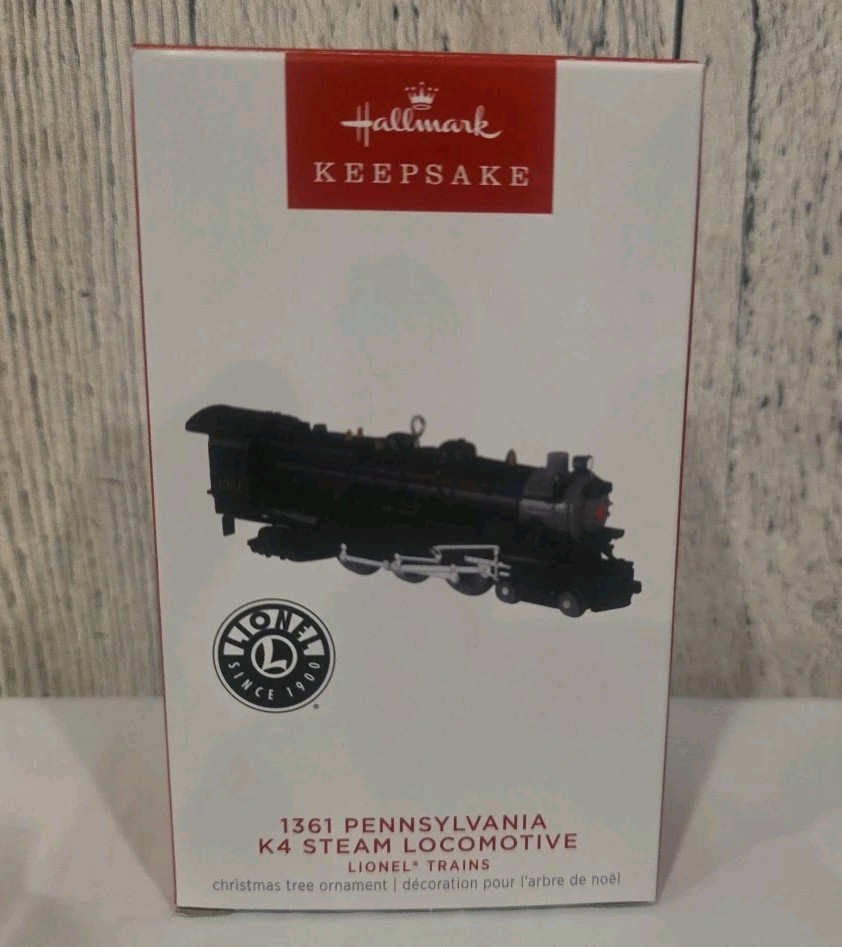 Hallmark
KEEPSAKE
LIONEL
L
SINCE 1900
®
1361 PENNSYLVANIA
K4 STEAM LOCOMOTIVE
LIONEL® TRAINS
christmas tree ornament | décoration pour l'arbre de noël